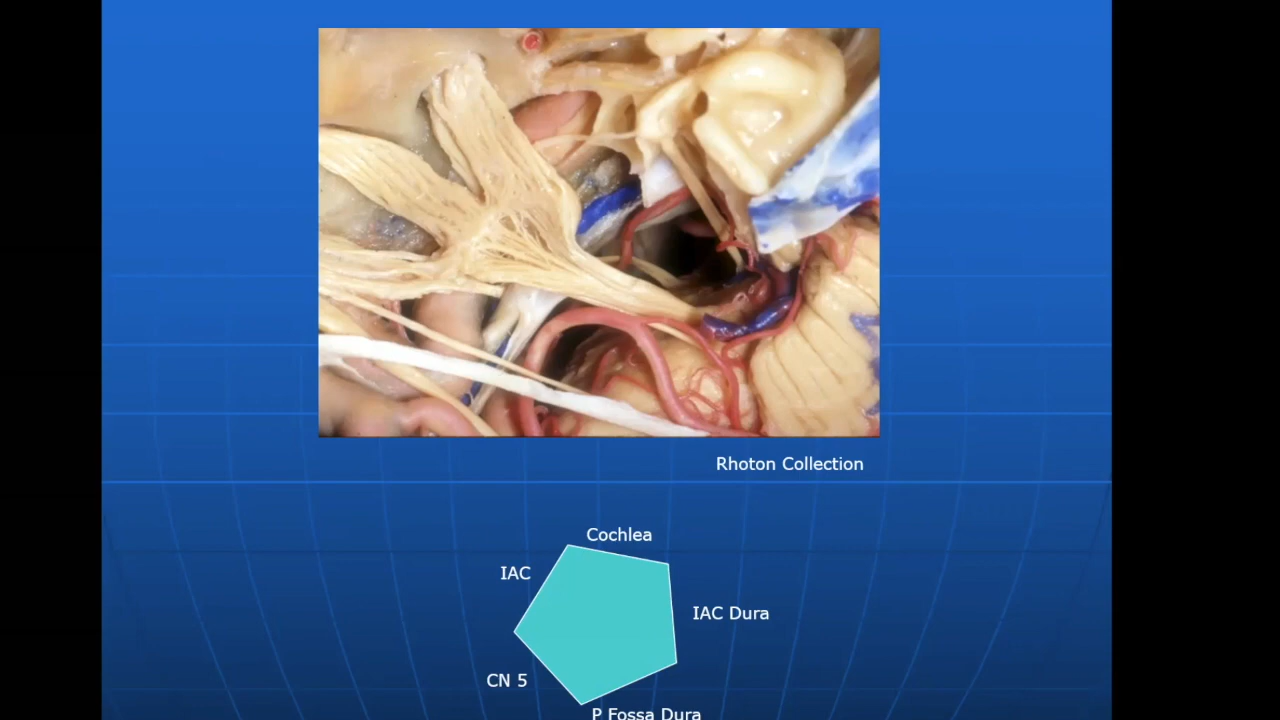 Rhoton Collection
Cochlea
IAC
IAC Dura
CN 5
P Fossa Dura